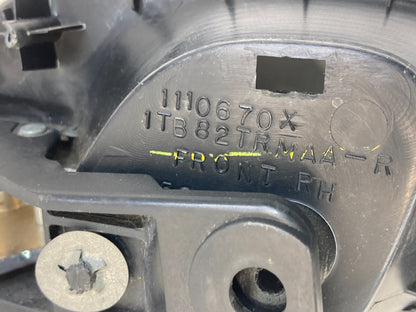 1110670X
1TB82TRMAA-R
FRONT RH